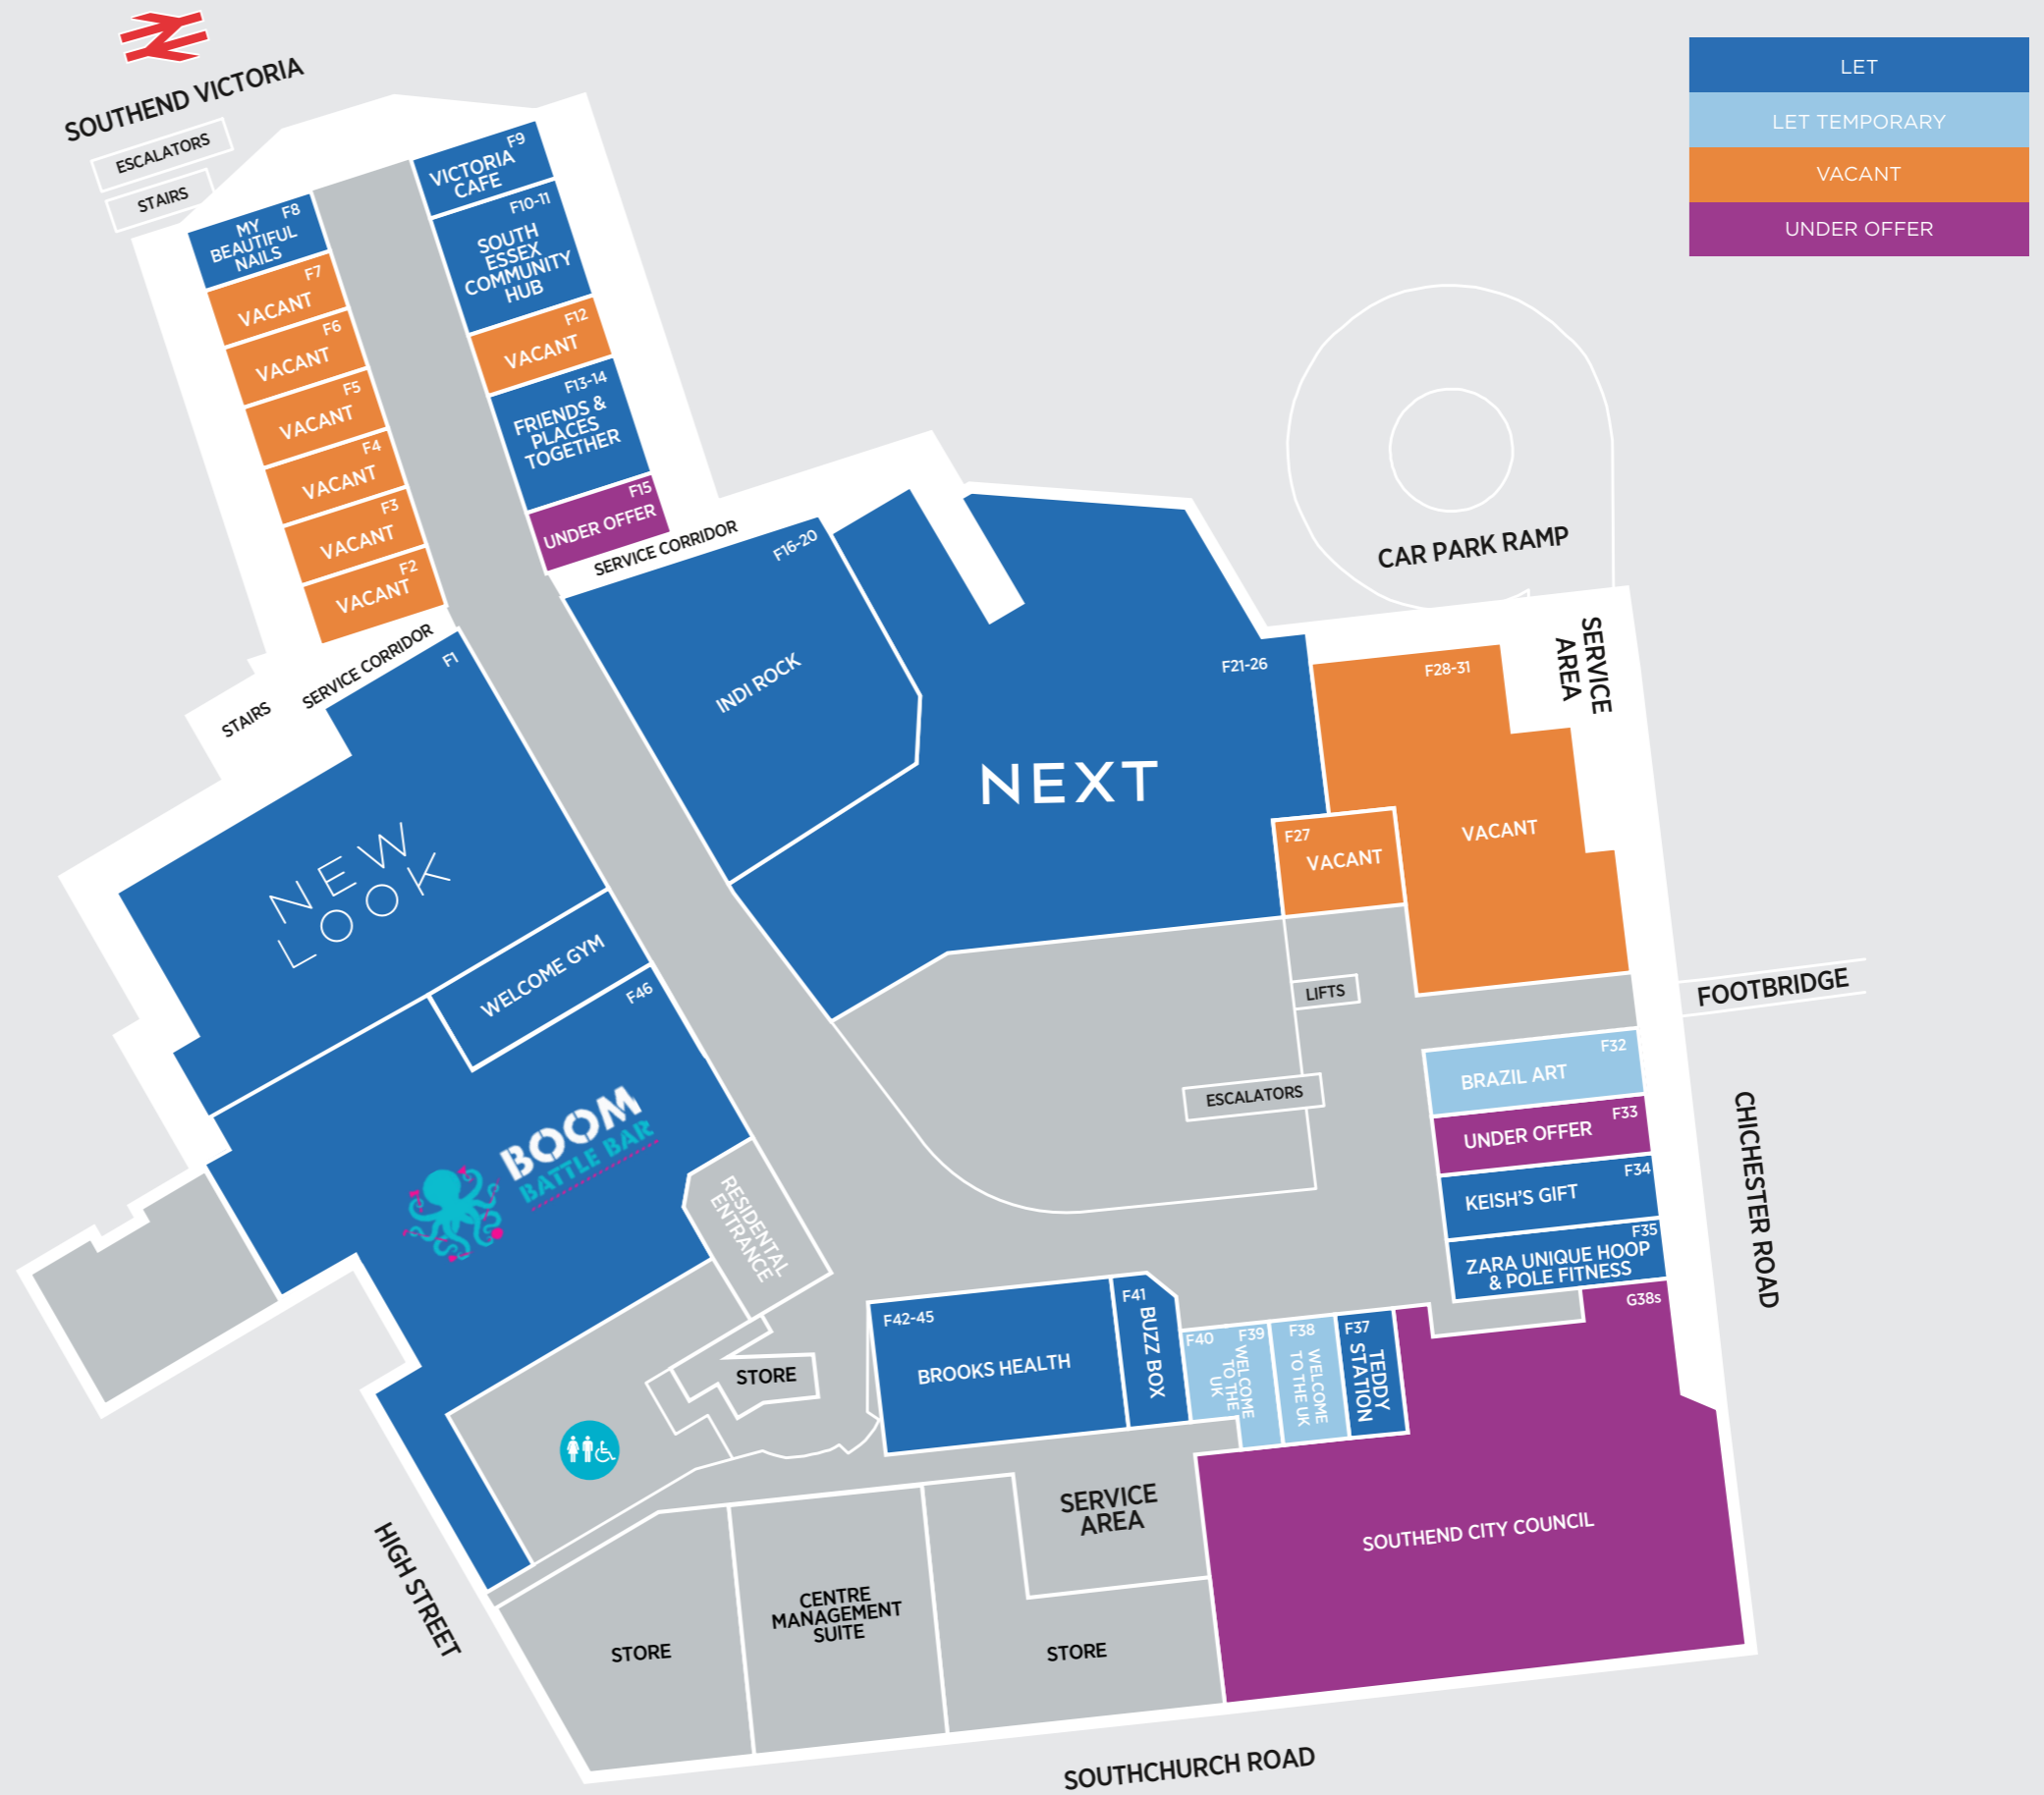 LET
LET TEMPORARY
VACANT
UNDER OFFER
SOUTHEND VICTORIA
ESCALATORS
STAIRS
F8
MY
BEAUTIFUL
NAILS
F7
VACANT
F6
VACANT
F5
VACANT
F4
VACANT
F3
VACANT
F2
VACANT
SERVICE CORRIDOR
STAIRS
F9
VICTORIA
CAFE
F10-11
SOUTH
ESSEX
COMMUNITY
HUB
F12
VACANT
F13-14
FRIENDS &
PLACES
TOGETHER
F15
UNDER OFFER
SERVICE CORRIDOR
F16-20
INDI ROCK
F21-26
NEXT
CAR PARK RAMP
SERVICE
AREA
F28-31
VACANT
F27
VACANT
F1
NEW
LOOK
WELCOME GYM
F46
BOOM
BATTLE BAR
RESIDENTAL
ENTRANCE
LIFTS
ESCALATORS
FOOTBRIDGE
F32
BRAZIL ART
F33
UNDER OFFER
F34
KEISH'S GIFT
F35
ZARA UNIQUE HOOP
& POLE FITNESS
G38s
CHICHESTER ROAD
F42-45
BROOKS HEALTH
F41
BUZZ BOX
F40
F39
WELCOME
TO THE
UK
F38
WELCOME
TO THE UK
F37
TEDDY
STATION
STORE
SERVICE
AREA
SOUTHEND CITY COUNCIL
HIGH STREET
STORE
CENTRE
MANAGEMENT
SUITE
STORE
SOUTHCHURCH ROAD